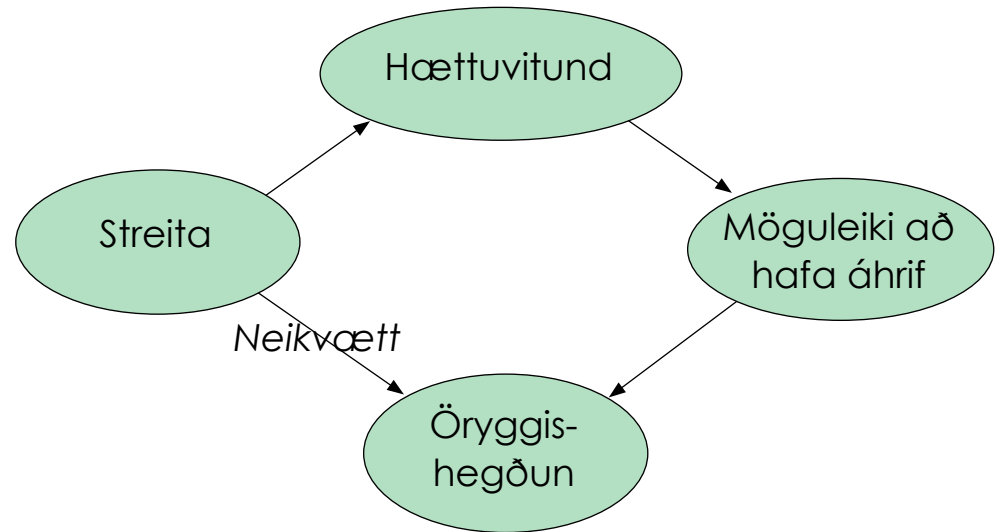 Hættuvitund
Streita
Möguleiki að
hafa áhrif
Neikvætt
Öryggis-
hegðun